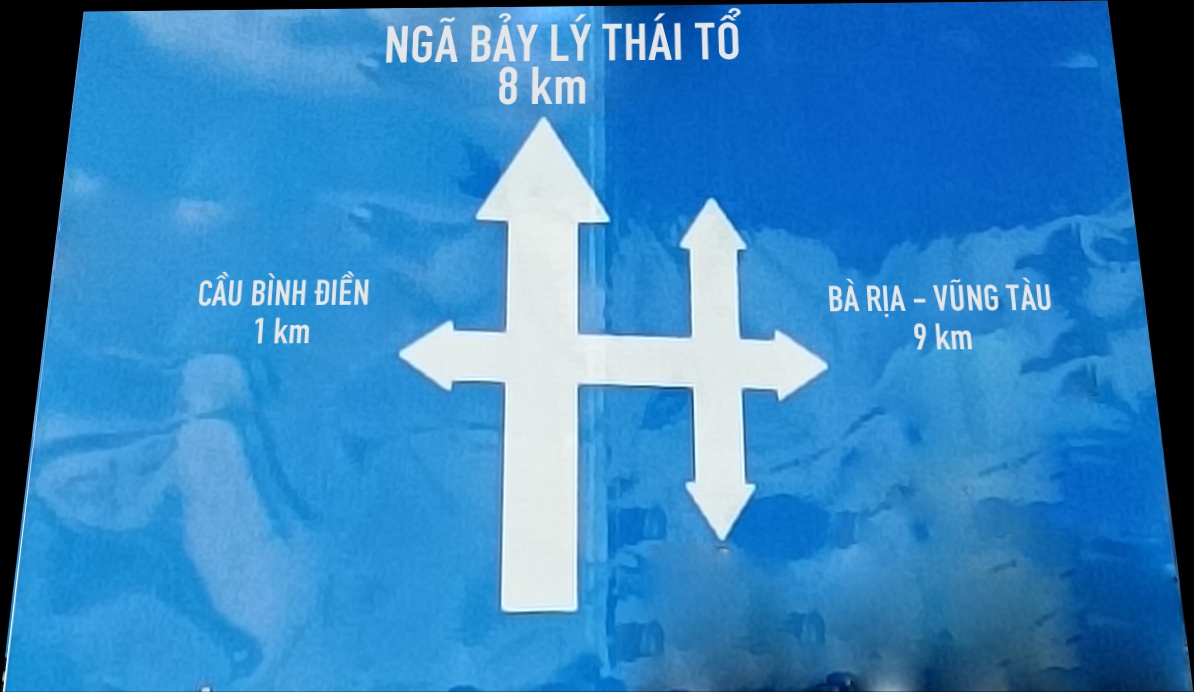 NGÃ BẢY LÝ THÁI TỔ
8 km
CẦU BÌNH ĐIỀN
1 km
BÀ RỊA - VŨNG TÀU
9 km